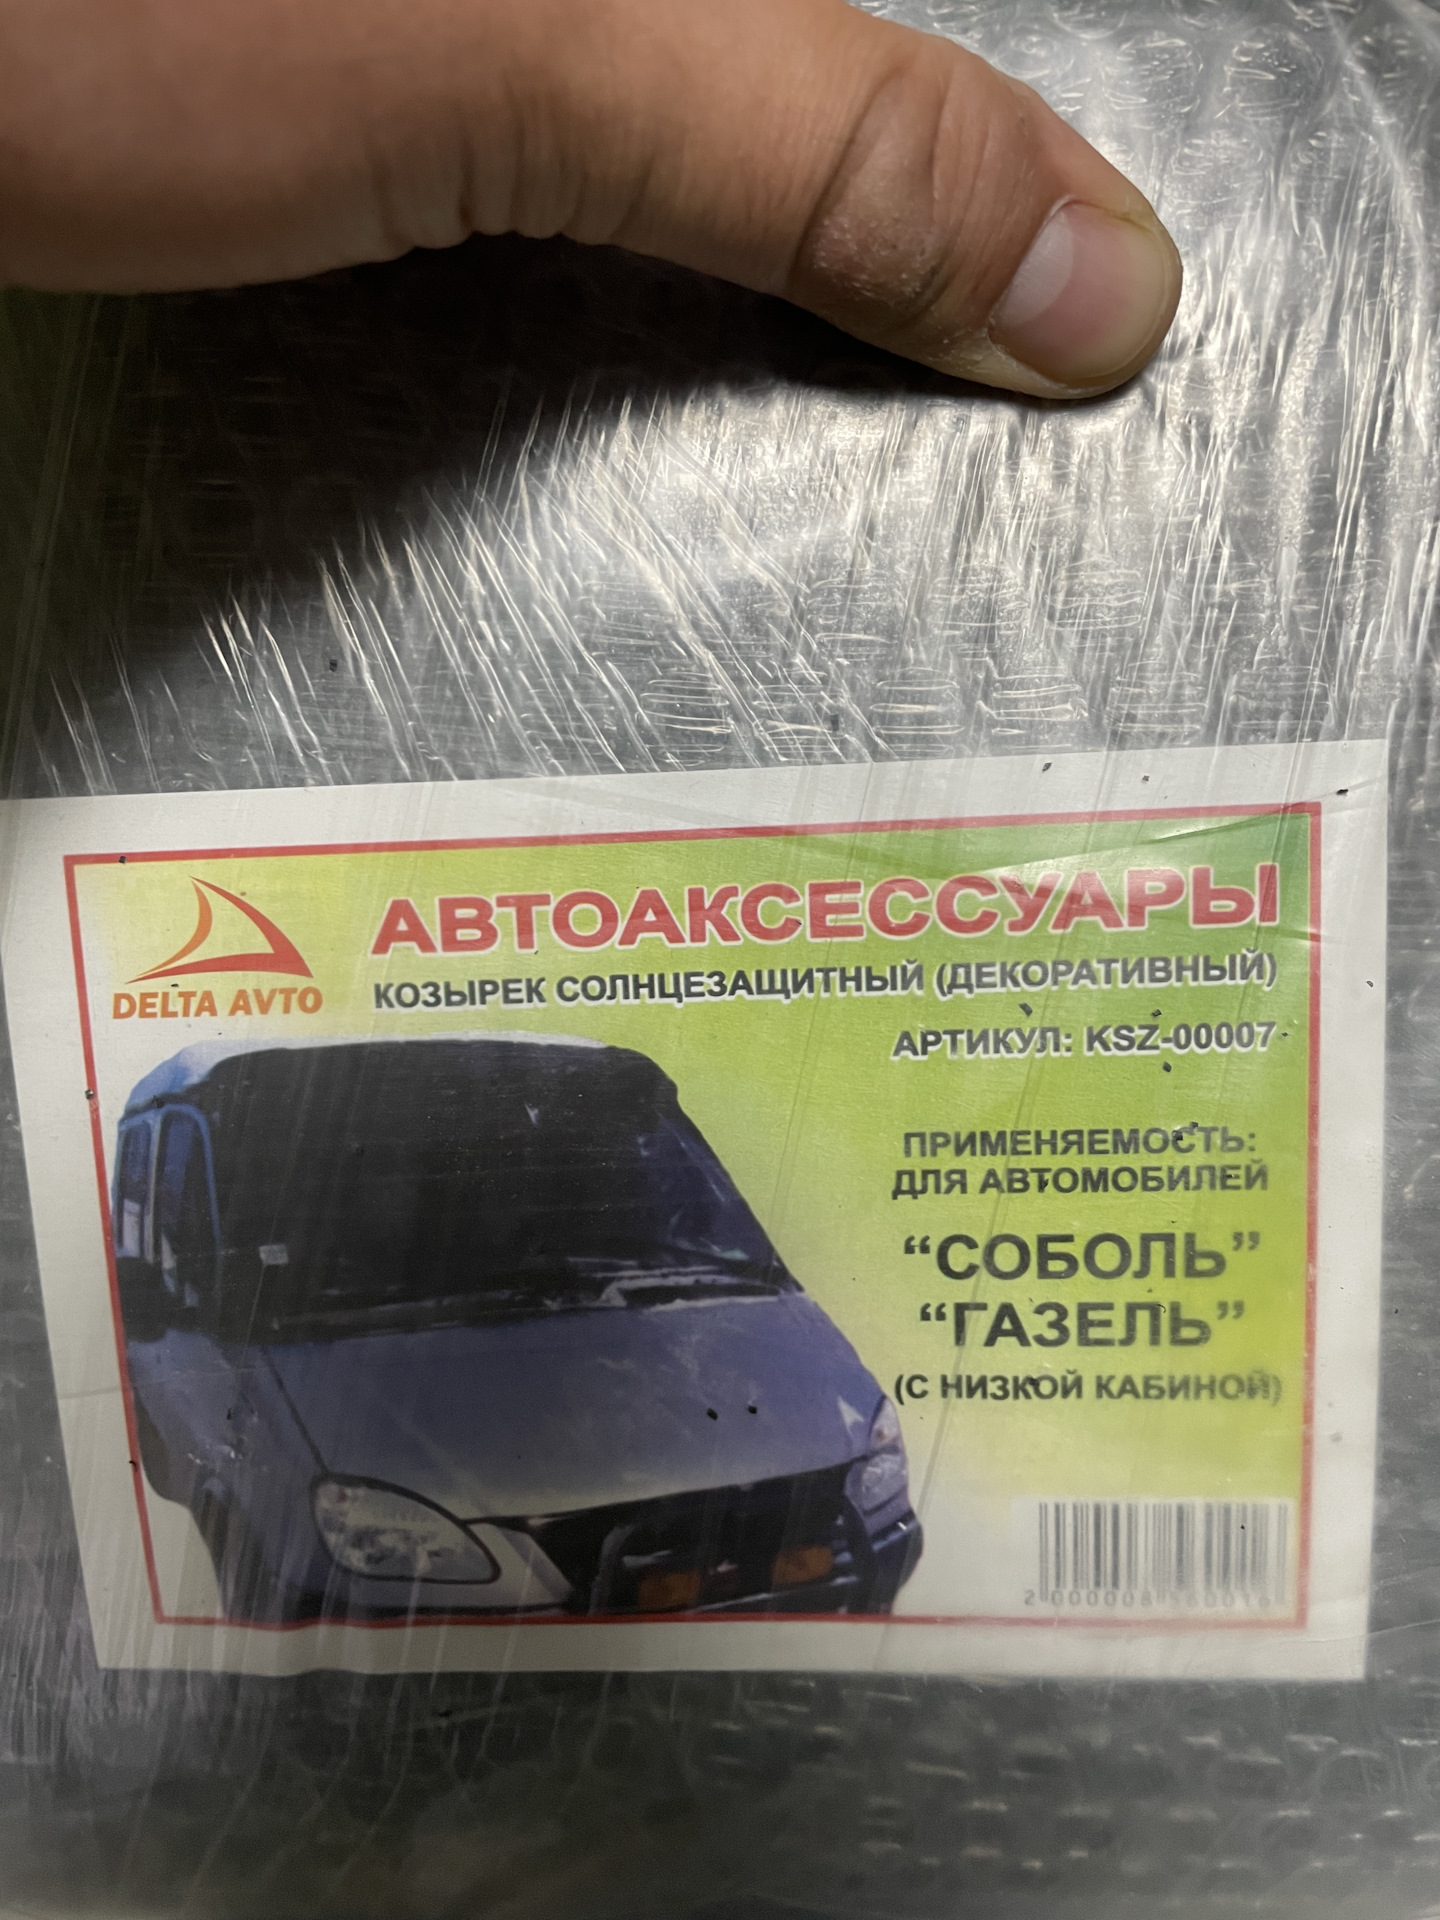 DELTA AVTO
АВТОАКСЕССУАРЫ
КОЗЫРЕК СОЛНЦЕЗАЩИТНЫЙ (ДЕКОРАТИВНЫЙ)
АРТИКУЛ: KSZ-00007
ПРИМЕНЯЕМОСТЬ:
ДЛЯ АВТОМОБИЛЕЙ
“СОБОЛЬ”
“ГАЗЕЛЬ”
(С НИЗКОЙ КАБИНОЙ)